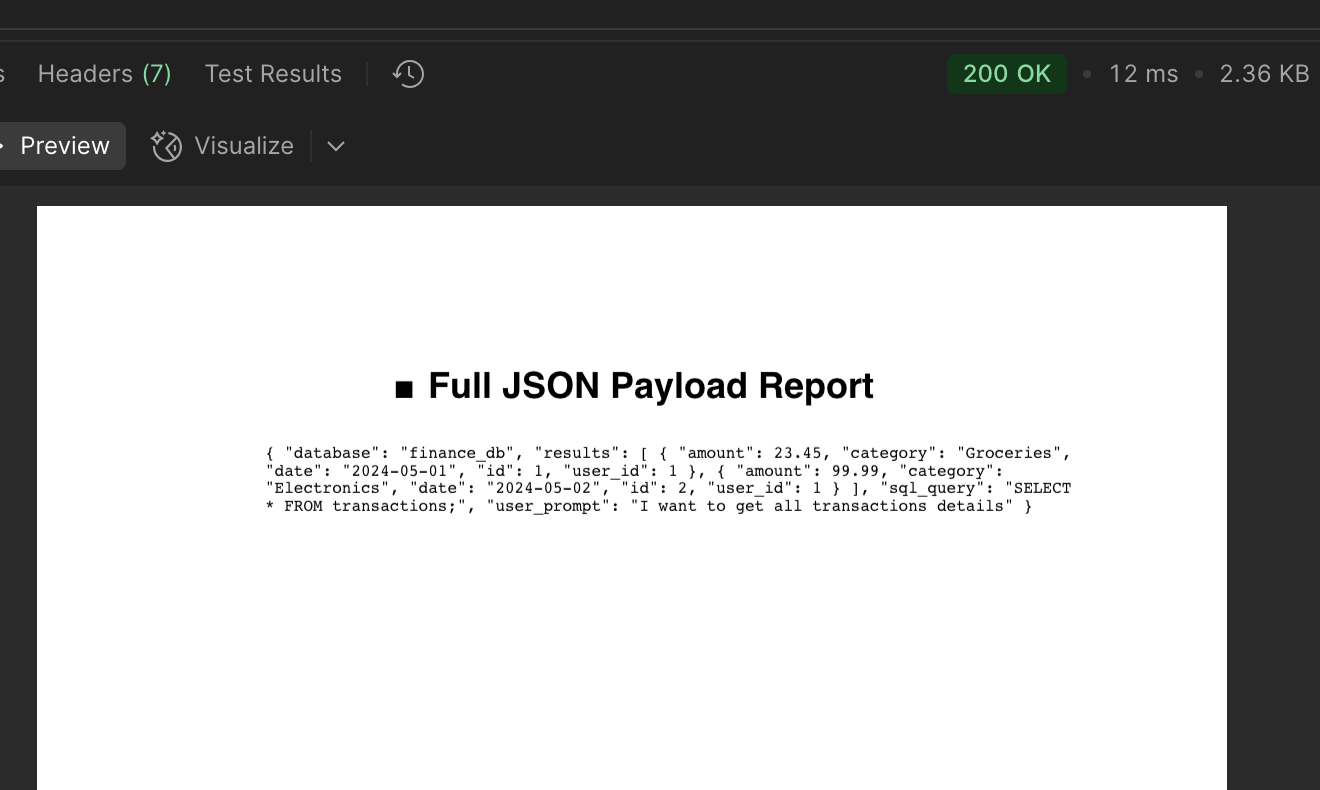 s Headers (7) Test Results 200 OK • 12 ms • 2.36 KB
Preview Visualize
■ Full JSON Payload Report
{ "database": "finance_db", "results": [ { "amount": 23.45, "category": "Groceries",
"date": "2024-05-01", "id": 1, "user_id": 1 }, { "amount": 99.99, "category":
"Electronics", "date": "2024-05-02", "id": 2, "user_id": 1 } ], "sql_query": "SELECT
* FROM transactions;", "user_prompt": "I want to get all transactions details" }